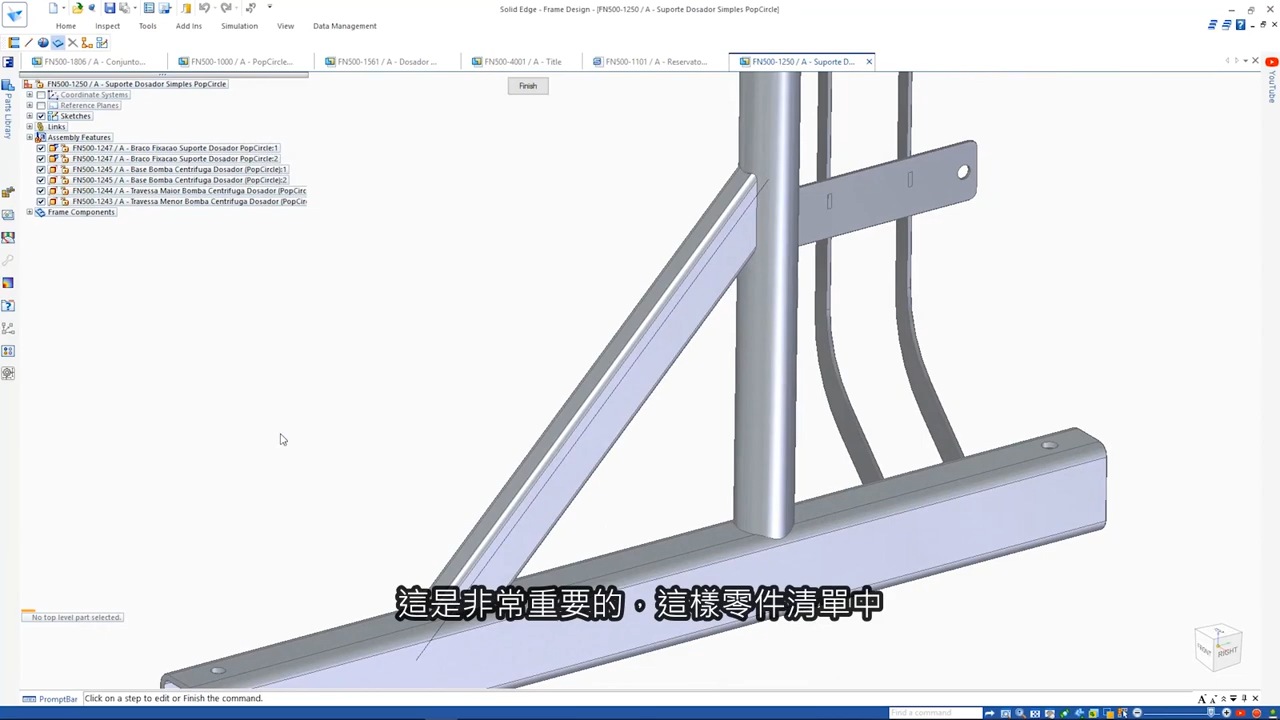 Solid Edge - Frame Design - [FN500-1250 / A - Suporte Dosador Simples PopCircle]
Home Inspect Tools Add Ins Simulation View Data Management
FN500-1806 / A - Conjunto... FN500-1000 / A - PopCircle... FN500-1561 / A - Dosador ... FN500-4001 / A - Title FN500-1101 / A - Reservato... FN500-1250 / A - Suporte D...
FN500-1250 / A - Suporte Dosador Simples PopCircle
Finish
Coordinate Systems
Reference Planes
Sketches
Links
Assembly Features
FN500-1247 / A - Braco Fixacao Suporte Dosador PopCircle:1
FN500-1247 / A - Braco Fixacao Suporte Dosador PopCircle:2
FN500-1245 / A - Base Bomba Centrifuga Dosador (PopCircle):1
FN500-1245 / A - Base Bomba Centrifuga Dosador (PopCircle):2
FN500-1244 / A - Travessa Maior Bomba Centrifuga Dosador (PopCirc
FN500-1243 / A - Travessa Menor Bomba Centrifuga Dosador (PopCir
Frame Components
Parts Library
YouTube
這是非常重要的，這樣零件清單中
No top level part selected.
FRONT RIGHT
PromptBar Click on a step to edit or Finish the command.
Find a command